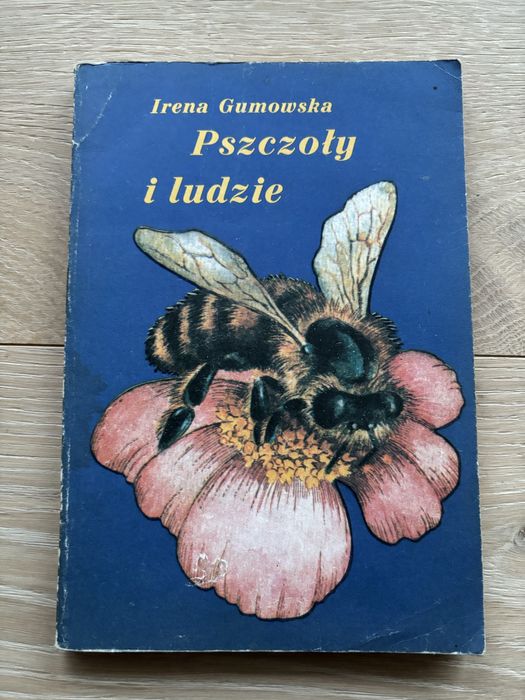 Irena Gumowska
Pszczoły
i ludzie